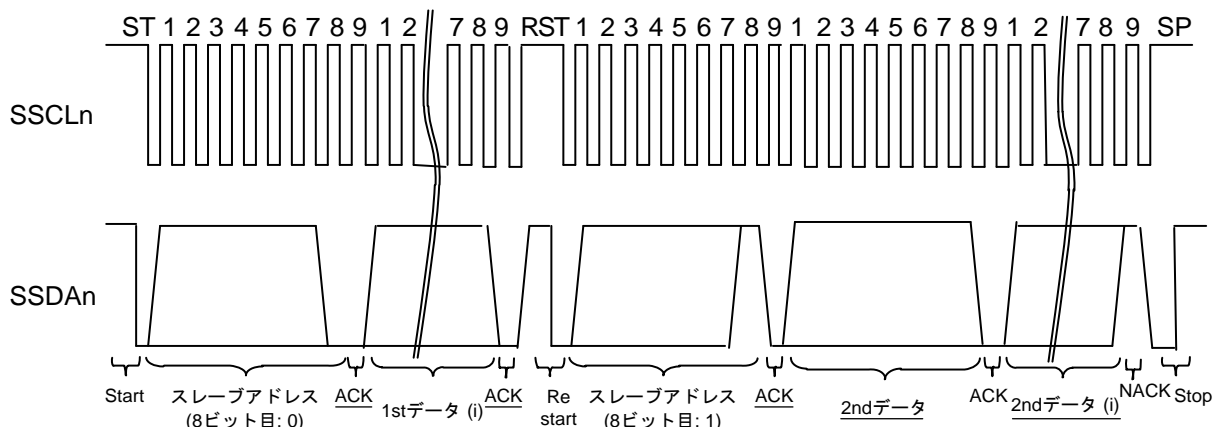 ST 1 2 3 4 5 6 7 8 9 1 2 7 8 9 RST 1 2 3 4 5 6 7 8 9 1 2 3 4 5 6 7 8 9 1 2 7 8 9 SP
SSCLn
SSDAn
Start
スレーブアドレス
(8ビット目: 0)
ACK
1stデータ (i)
ACK
Re
start
スレーブアドレス
(8ビット目: 1)
ACK
2ndデータ
ACK
2ndデータ (i)
NACK
Stop